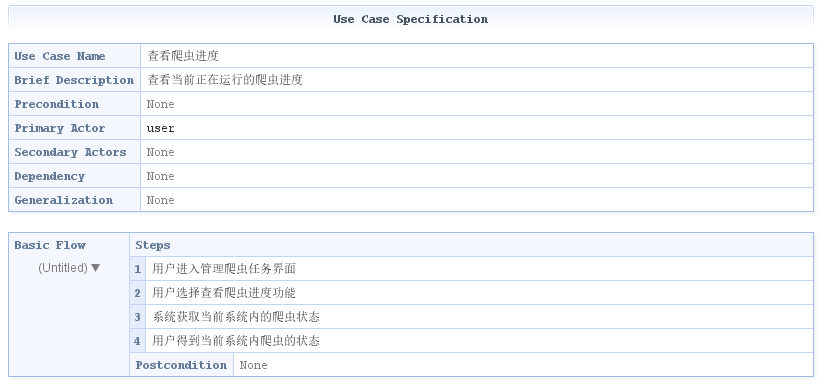 Use Case Specification
Use Case Name 查看爬虫进度
Brief Description 查看当前正在运行的爬虫进度
Precondition None
Primary Actor user
Secondary Actors None
Dependency None
Generalization None
Basic Flow Steps
(Untitled) ▼ 1 用户进入管理爬虫任务界面
2 用户选择查看爬虫进度功能
3 系统获取当前系统内的爬虫状态
4 用户得到当前系统内爬虫的状态
Postcondition None